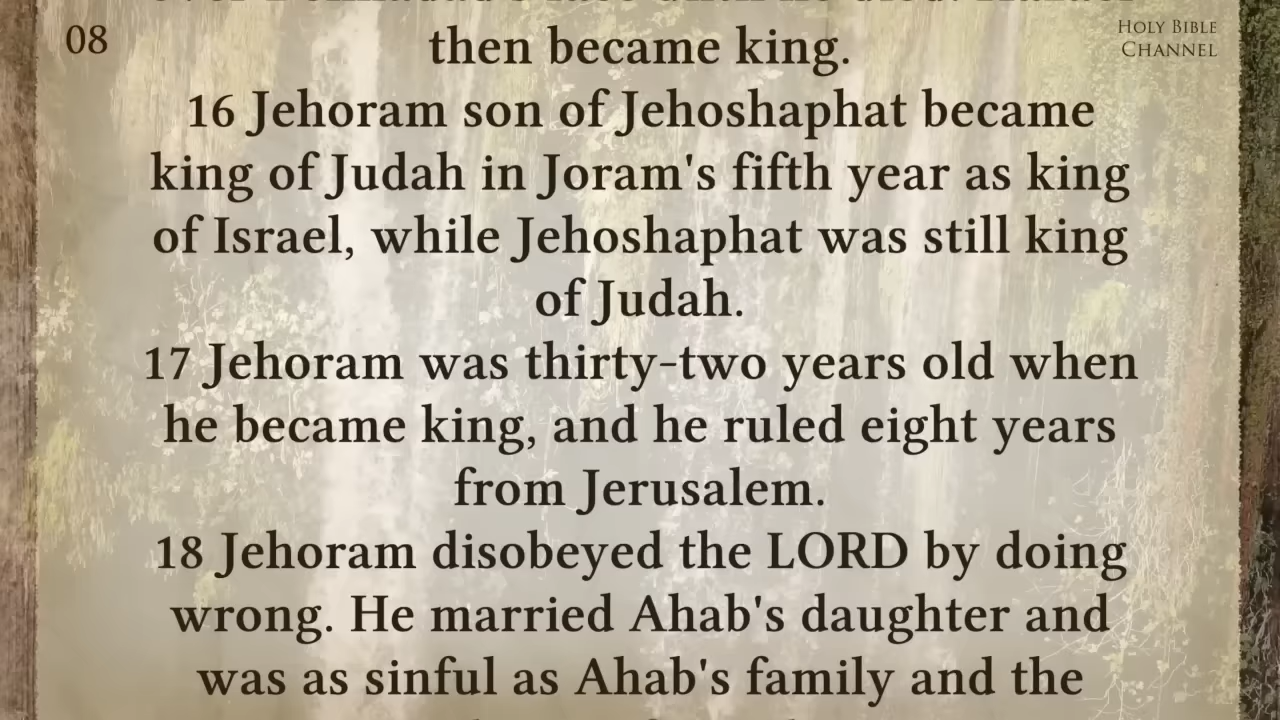 08
HOLY BIBLE
CHANNEL
then became king.
16 Jehoram son of Jehoshaphat became
king of Judah in Joram's fifth year as king
of Israel, while Jehoshaphat was still king
of Judah.
17 Jehoram was thirty-two years old when
he became king, and he ruled eight years
from Jerusalem.
18 Jehoram disobeyed the LORD by doing
wrong. He married Ahab's daughter and
was as sinful as Ahab's family and the